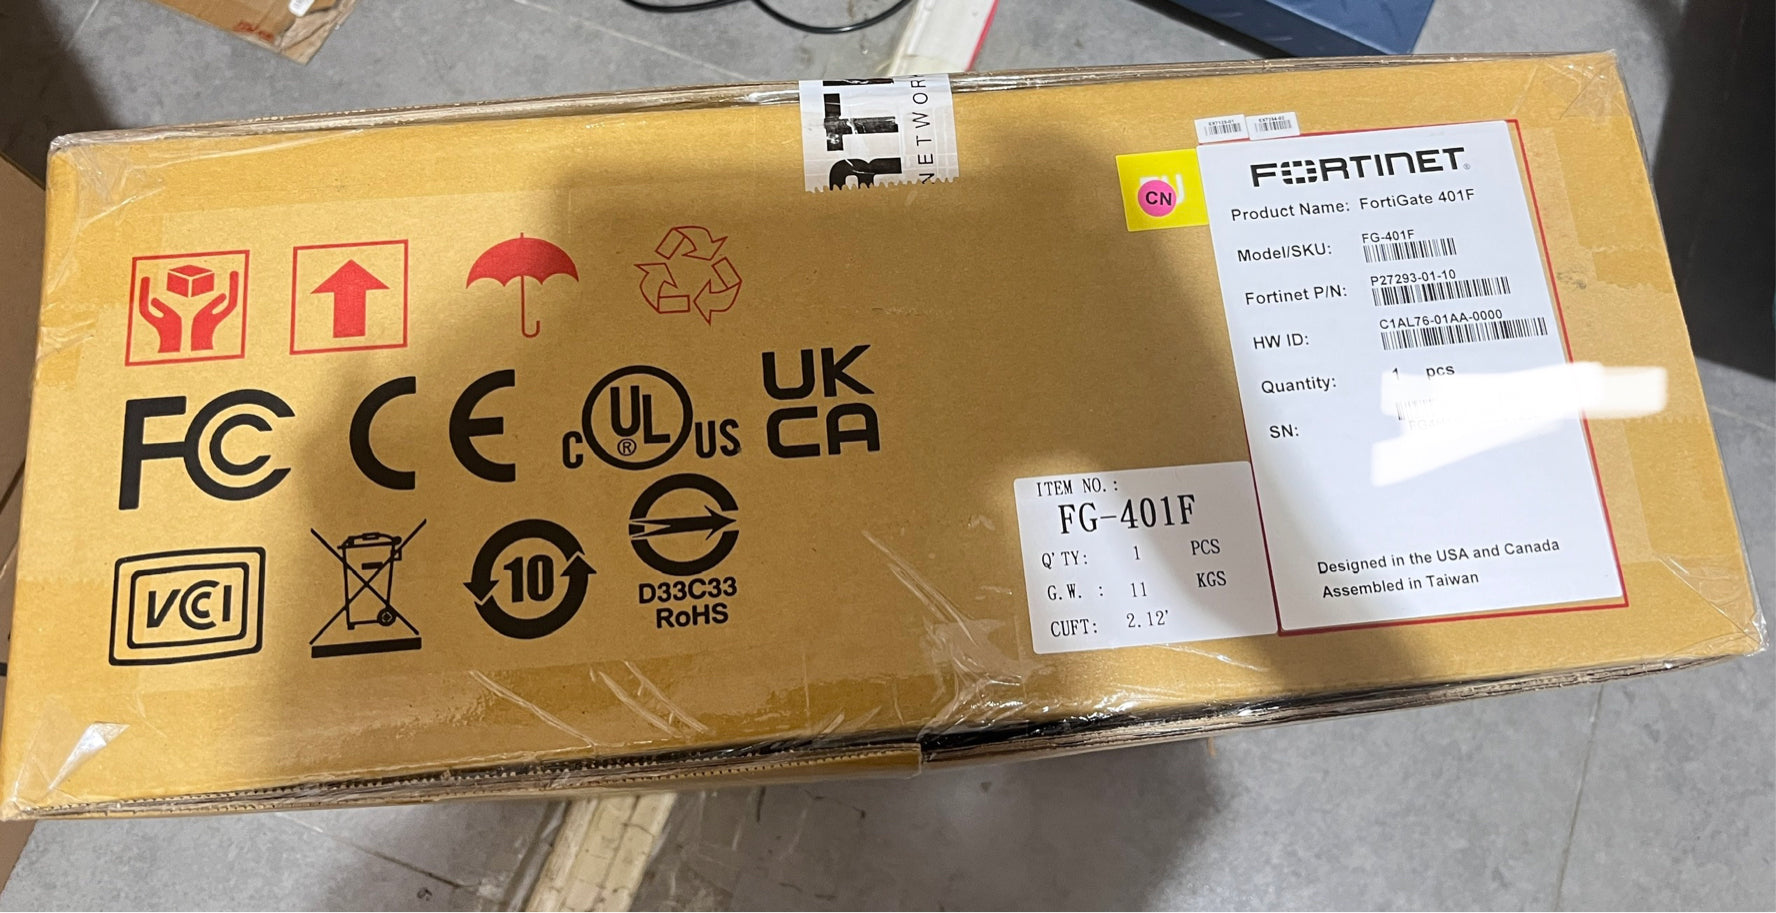 RTI
NETWOR
FORTINET®
Product Name: FortiGate 401F
Model/SKU:
FG-401F
Fortinet P/N:
P27293-01-10
HW ID:
C1AL76-01AA-0000
Quantity:
1 pcs
SN:
CN
FC
CE
C UL ® US
UK
CA
VCI
10
D33C33
RoHS
ITEM NO.:
FG-401F
Q'TY: 1 PCS
G.W. : 11 KGS
CUFT: 2.12'
Designed in the USA and Canada
Assembled in Taiwan